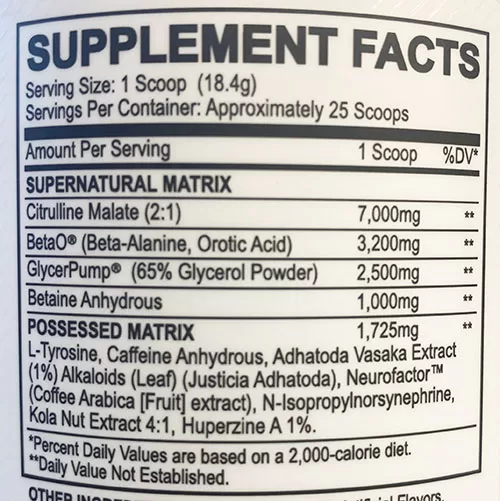 SUPPLEMENT FACTS
Serving Size: 1 Scoop (18.4g)
Servings Per Container: Approximately 25 Scoops
Amount Per Serving 1 Scoop %DV*
SUPERNATURAL MATRIX
Citrulline Malate (2:1) 7,000mg **
BetaO® (Beta-Alanine, Orotic Acid) 3,200mg **
GlycerPump® (65% Glycerol Powder) 2,500mg **
Betaine Anhydrous 1,000mg **
POSSESSED MATRIX 1,725mg **
L-Tyrosine, Caffeine Anhydrous, Adhatoda Vasaka Extract
(1%) Alkaloids (Leaf) (Justicia Adhatoda), Neurofactor™
(Coffee Arabica [Fruit] extract), N-Isopropylnorsynephrine,
Kola Nut Extract 4:1, Huperzine A 1%.
*Percent Daily Values are based on a 2,000-calorie diet.
**Daily Value Not Established.
OTHER Flavors,